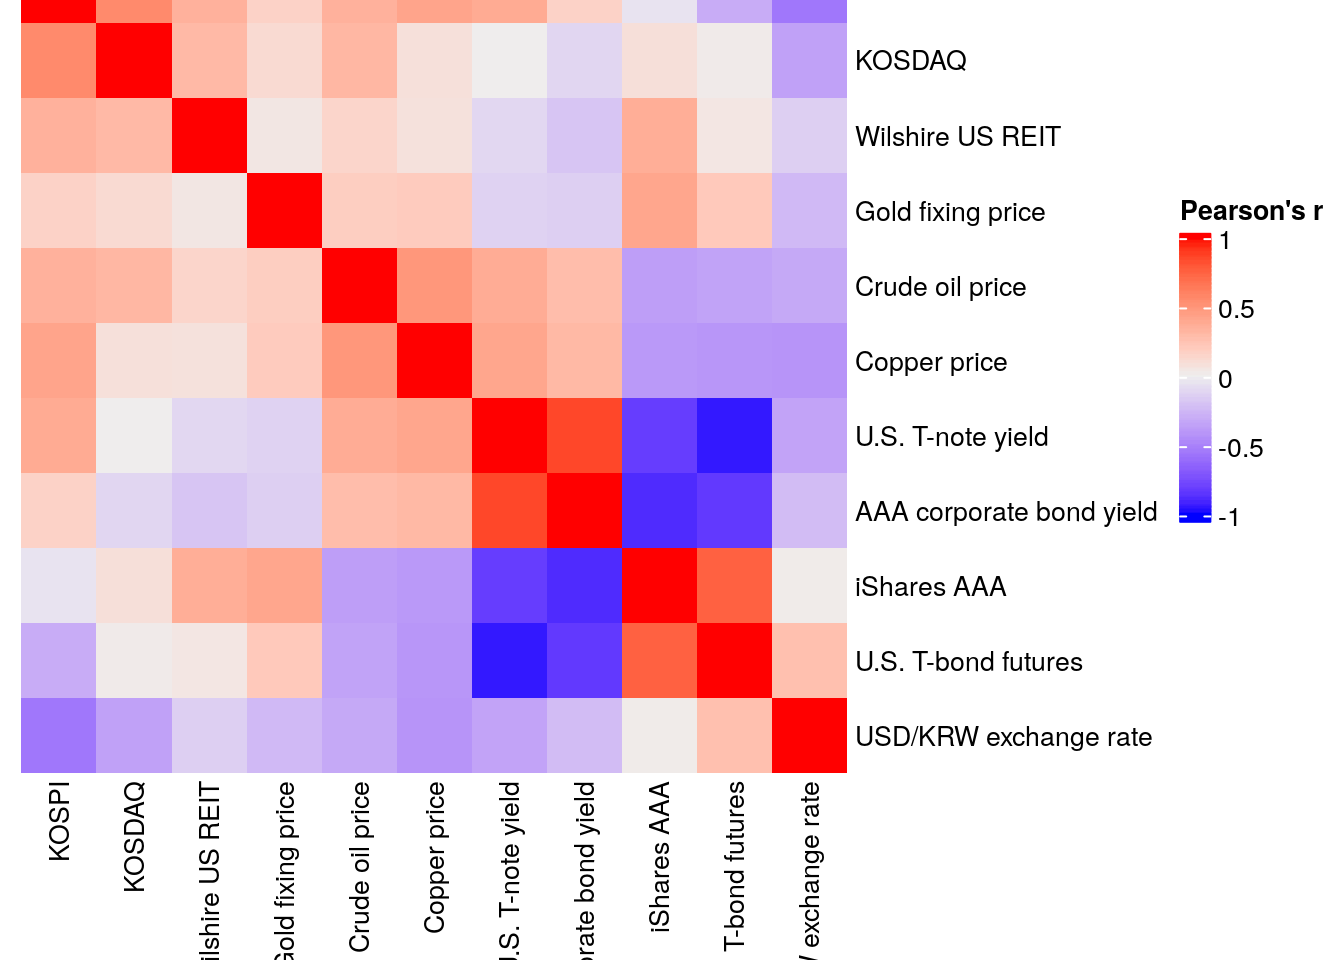 KOSDAQ
Wilshire US REIT
Gold fixing price
Crude oil price
Copper price
U.S. T-note yield
AAA corporate bond yield
iShares AAA
U.S. T-bond futures
USD/KRW exchange rate
Pearson's r
1
0.5
0
-0.5
-1
KOSPI
KOSDAQ
ilshire US REIT
Gold fixing price
Crude oil price
Copper price
U.S. T-note yield
orate bond yield
iShares AAA
T-bond futures
exchange rate